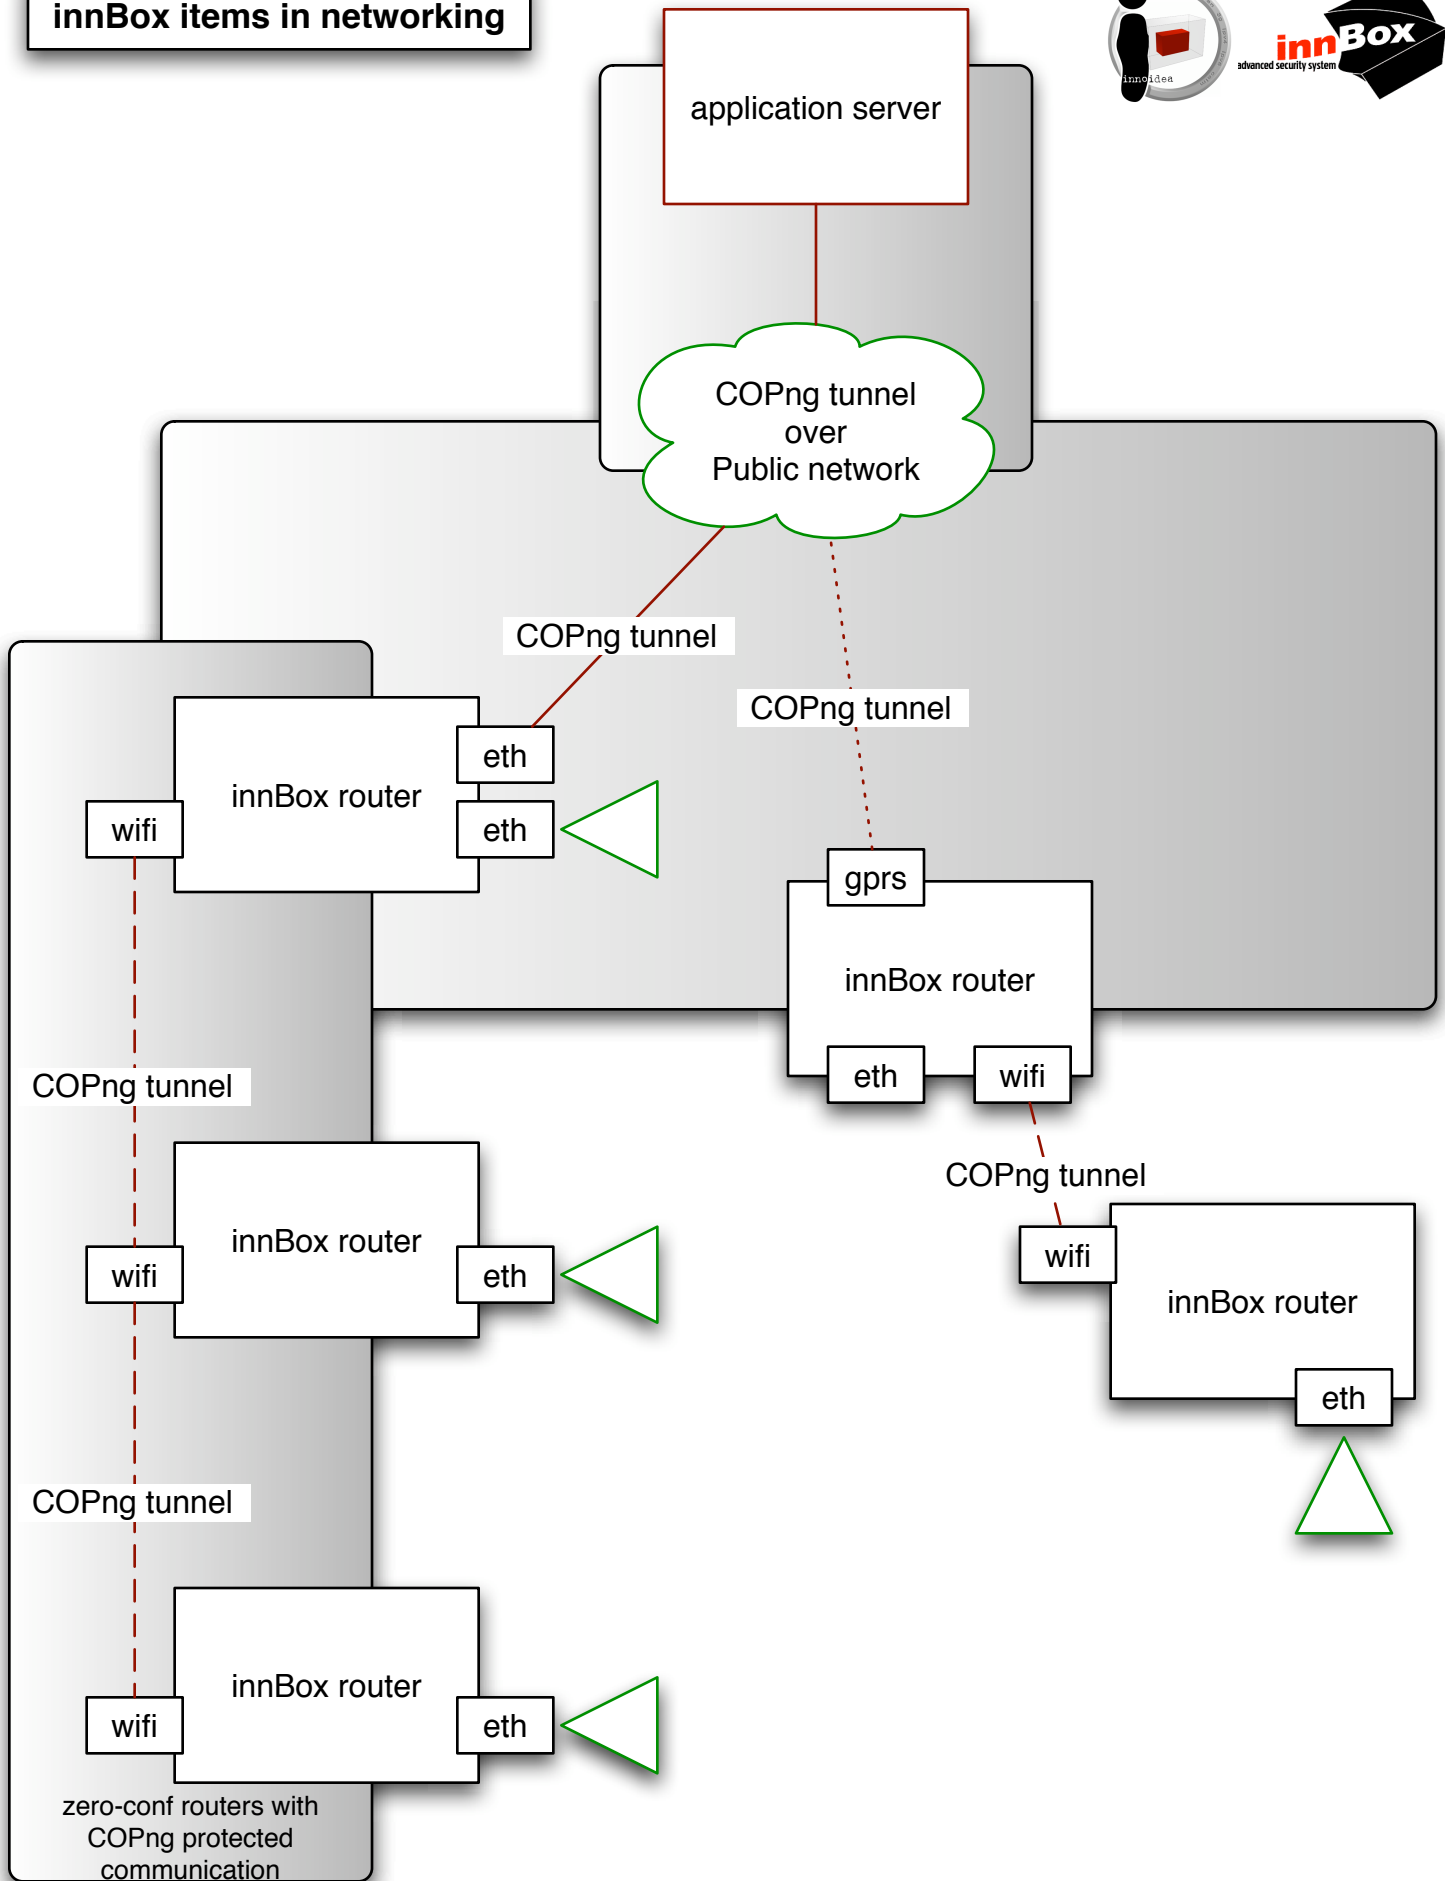 innBox items in networking
innoidea
innBox
advanced security system
application server
COPng tunnel
over
Public network
COPng tunnel
COPng tunnel
innBox router
eth
eth
wifi
gprs
innBox router
eth
wifi
COPng tunnel
COPng tunnel
innBox router
wifi
eth
wifi
innBox router
eth
COPng tunnel
innBox router
wifi
eth
zero-conf routers with
COPng protected
communication